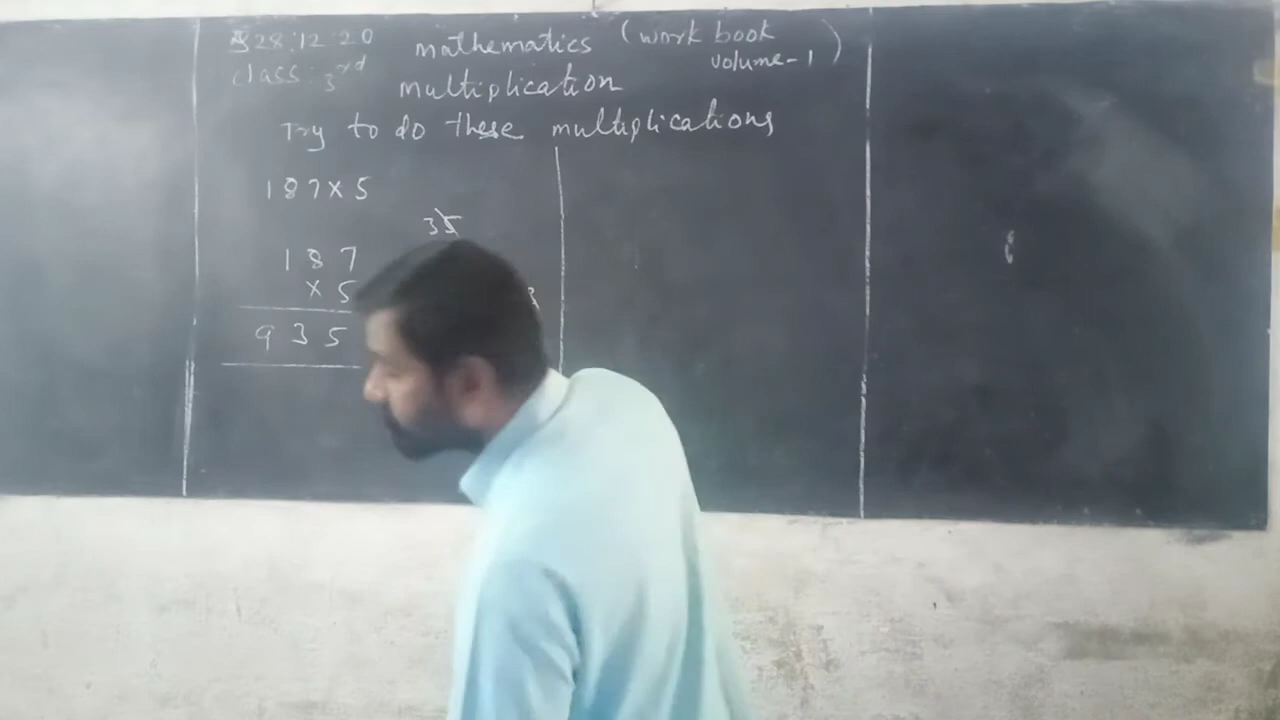 28:12:20 mathematics (work book
class: 3rd volume-1)
multiplication
Try to do these multiplications
187×5
35
187
×5
3
935